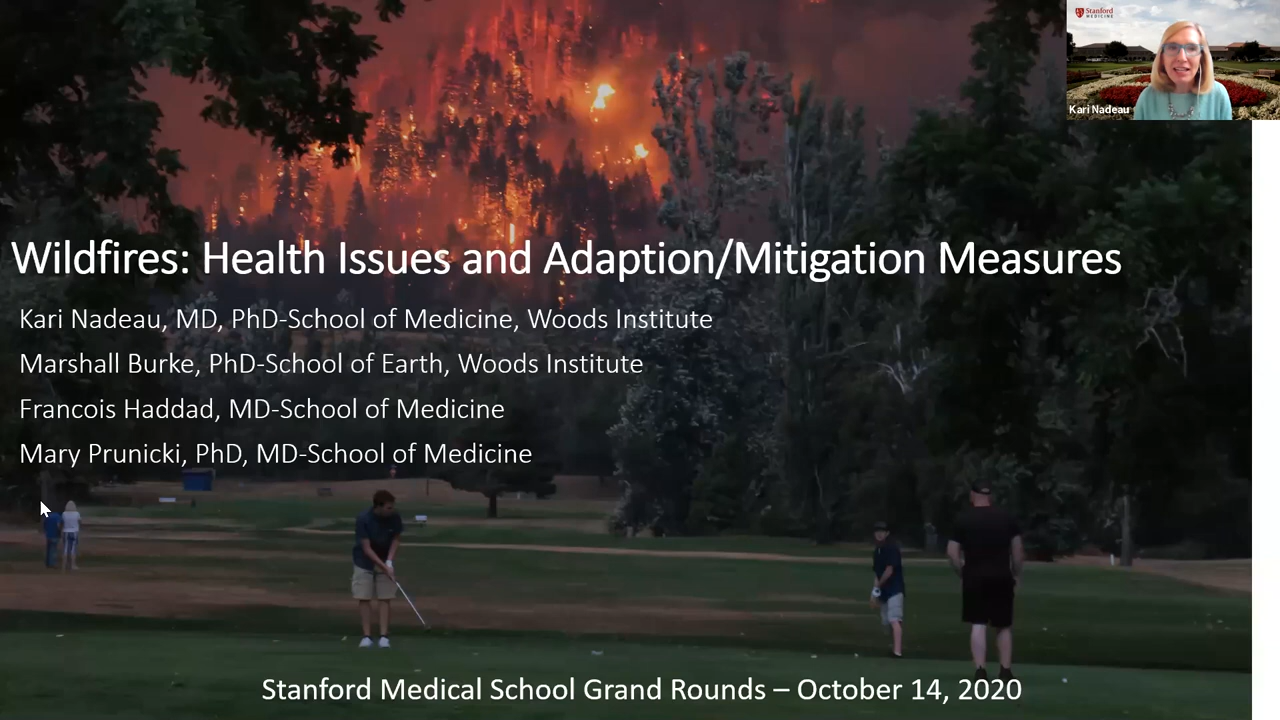 Stanford
MEDICINE
Kari Nadeau
Wildfires: Health Issues and Adaption/Mitigation Measures
Kari Nadeau, MD, PhD-School of Medicine, Woods Institute
Marshall Burke, PhD-School of Earth, Woods Institute
Francois Haddad, MD-School of Medicine
Mary Prunicki, PhD, MD-School of Medicine
Stanford Medical School Grand Rounds – October 14, 2020